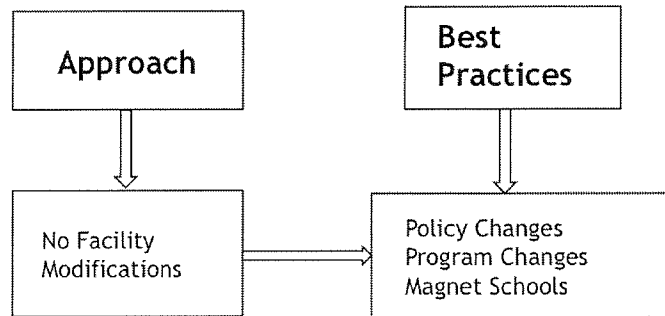 Approach
Best
Practices
No Facility
Modifications
Policy Changes
Program Changes
Magnet Schools